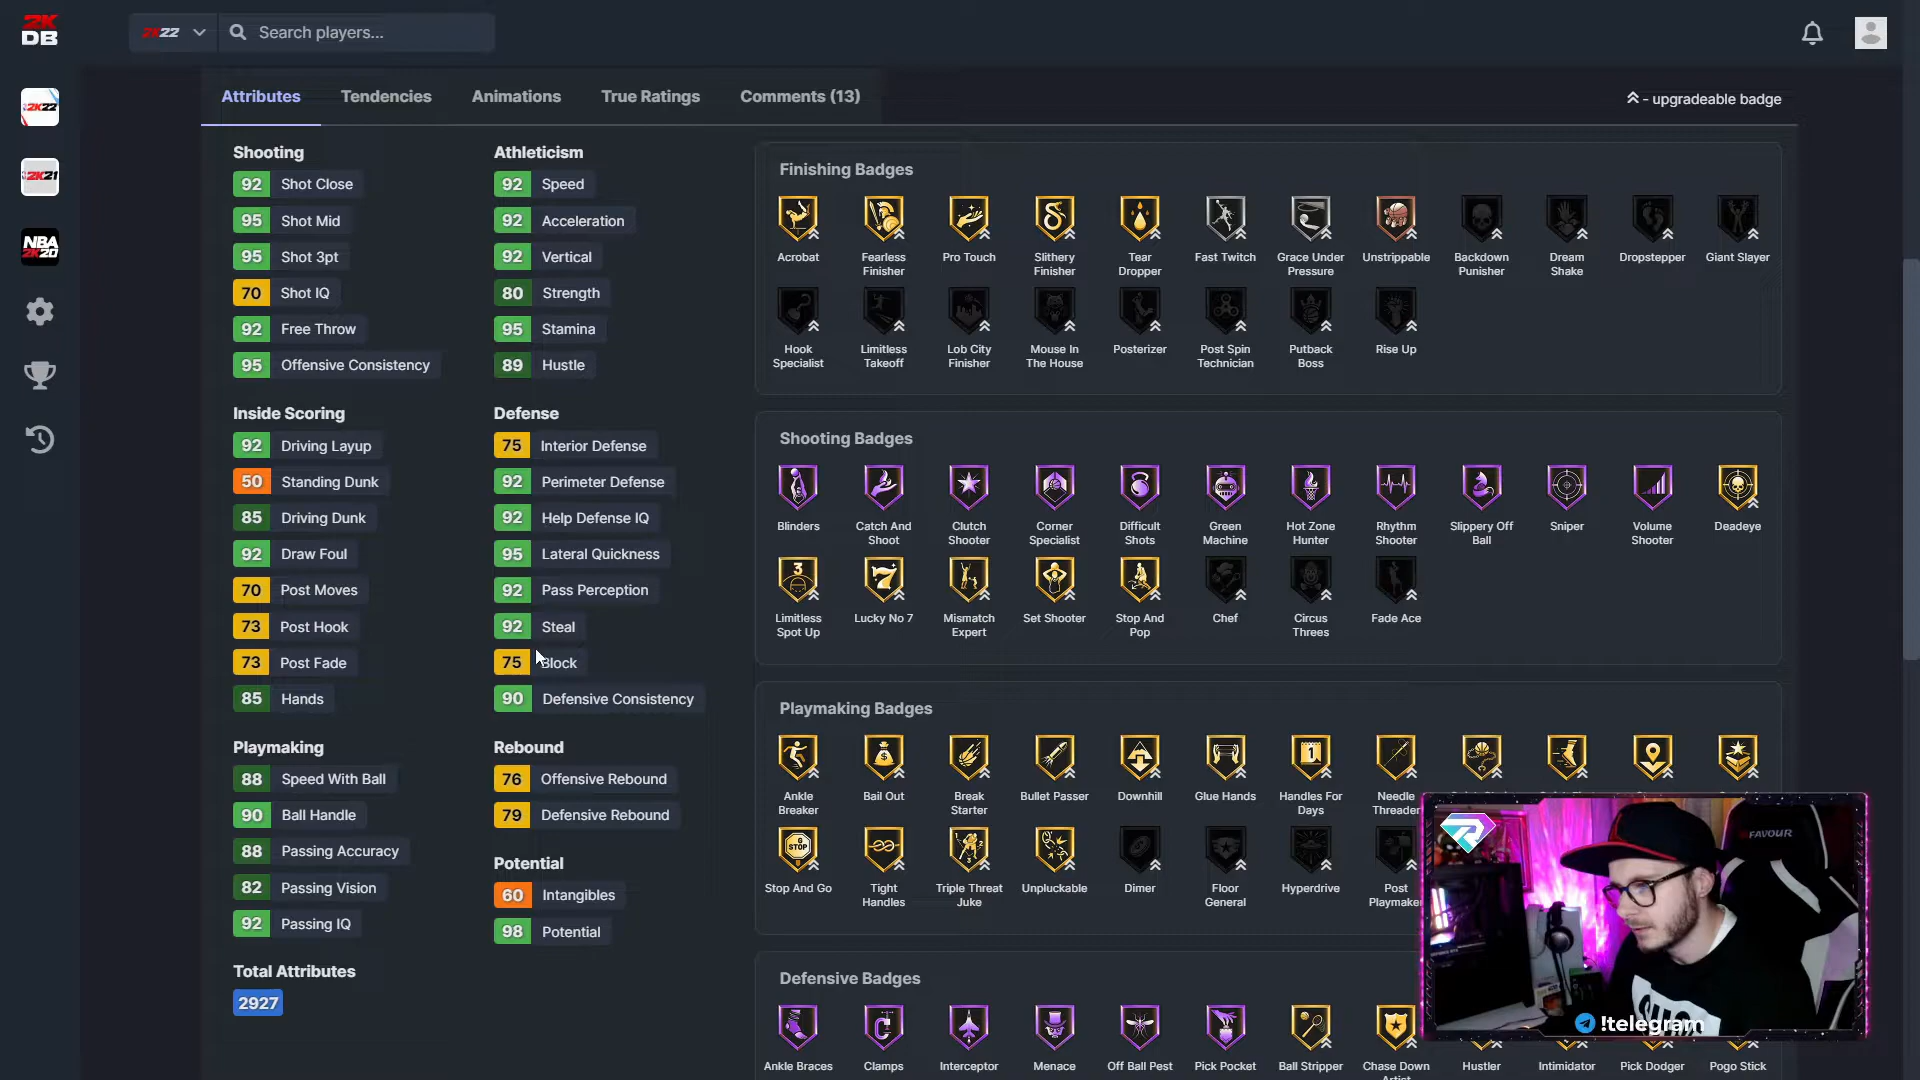 2K
DB
2K22
Search players...
2K22
2K21
NBA
2K20
Attributes
Tendencies
Animations
True Ratings
Comments (13)
- upgradeable badge
Shooting
92 Shot Close
95 Shot Mid
95 Shot 3pt
70 Shot IQ
92 Free Throw
95 Offensive Consistency
Inside Scoring
92 Driving Layup
50 Standing Dunk
85 Driving Dunk
92 Draw Foul
70 Post Moves
73 Post Hook
73 Post Fade
85 Hands
Playmaking
88 Speed With Ball
90 Ball Handle
88 Passing Accuracy
82 Passing Vision
92 Passing IQ
Total Attributes
2927
Athleticism
92 Speed
92 Acceleration
92 Vertical
80 Strength
95 Stamina
89 Hustle
Defense
75 Interior Defense
92 Perimeter Defense
92 Help Defense IQ
95 Lateral Quickness
92 Pass Perception
92 Steal
75 Block
90 Defensive Consistency
Rebound
76 Offensive Rebound
79 Defensive Rebound
Potential
60 Intangibles
98 Potential
Finishing Badges
Acrobat
Fearless
Finisher
Pro Touch
Slithery
Finisher
Tear
Dropper
Fast Twitch
Grace Under
Pressure
Unstrippable
Backdown
Punisher
Dream
Shake
Dropstepper
Giant Slayer
Hook
Specialist
Limitless
Takeoff
Lob City
Finisher
Mouse In
The House
Posterizer
Post Spin
Technician
Putback
Boss
Rise Up
Shooting Badges
Blinders
Catch And
Shoot
Clutch
Shooter
Corner
Specialist
Difficult
Shots
Green
Machine
Hot Zone
Hunter
Rhythm
Shooter
Slippery Off
Ball
Sniper
Volume
Shooter
Deadeye
3
Limitless
Spot Up
7
Lucky No 7
Mismatch
Expert
Set Shooter
Stop And
Pop
Chef
Circus
Threes
Fade Ace
Playmaking Badges
Ankle
Breaker
Bail Out
Break
Starter
Bullet Passer
Downhill
Glue Hands
1
Handles For
Days
Needle
Threader
STOP
Stop And Go
Tight
Handles
Triple Threat
Juke
Unpluckable
Dimer
Floor
General
Hyperdrive
Post
Playmaker
Defensive Badges
Ankle Braces
Clamps
Interceptor
Menace
Off Ball Pest
Pick Pocket
Ball Stripper
Chase Down
Artist
Hustler
Intimidator
Pick Dodger
Pogo Stick
FAVOUR
!telegram